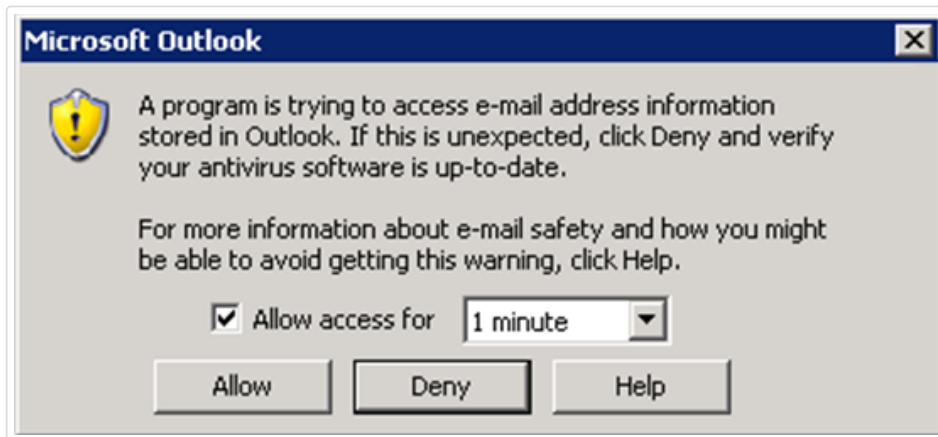 Microsoft Outlook
A program is trying to access e-mail address information
stored in Outlook. If this is unexpected, click Deny and verify
your antivirus software is up-to-date.
For more information about e-mail safety and how you might
be able to avoid getting this warning, click Help.
Allow access for 1 minute
Allow Deny Help